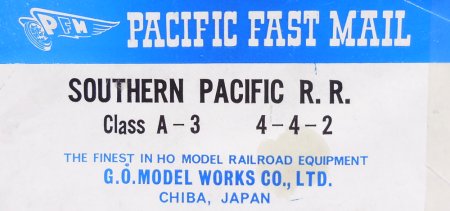 PFM
PACIFIC FAST MAIL
SOUTHERN PACIFIC R. R.
Class A-3 4-4-2
THE FINEST IN HO MODEL RAILROAD EQUIPMENT
G.O.MODEL WORKS CO., LTD.
CHIBA, JAPAN